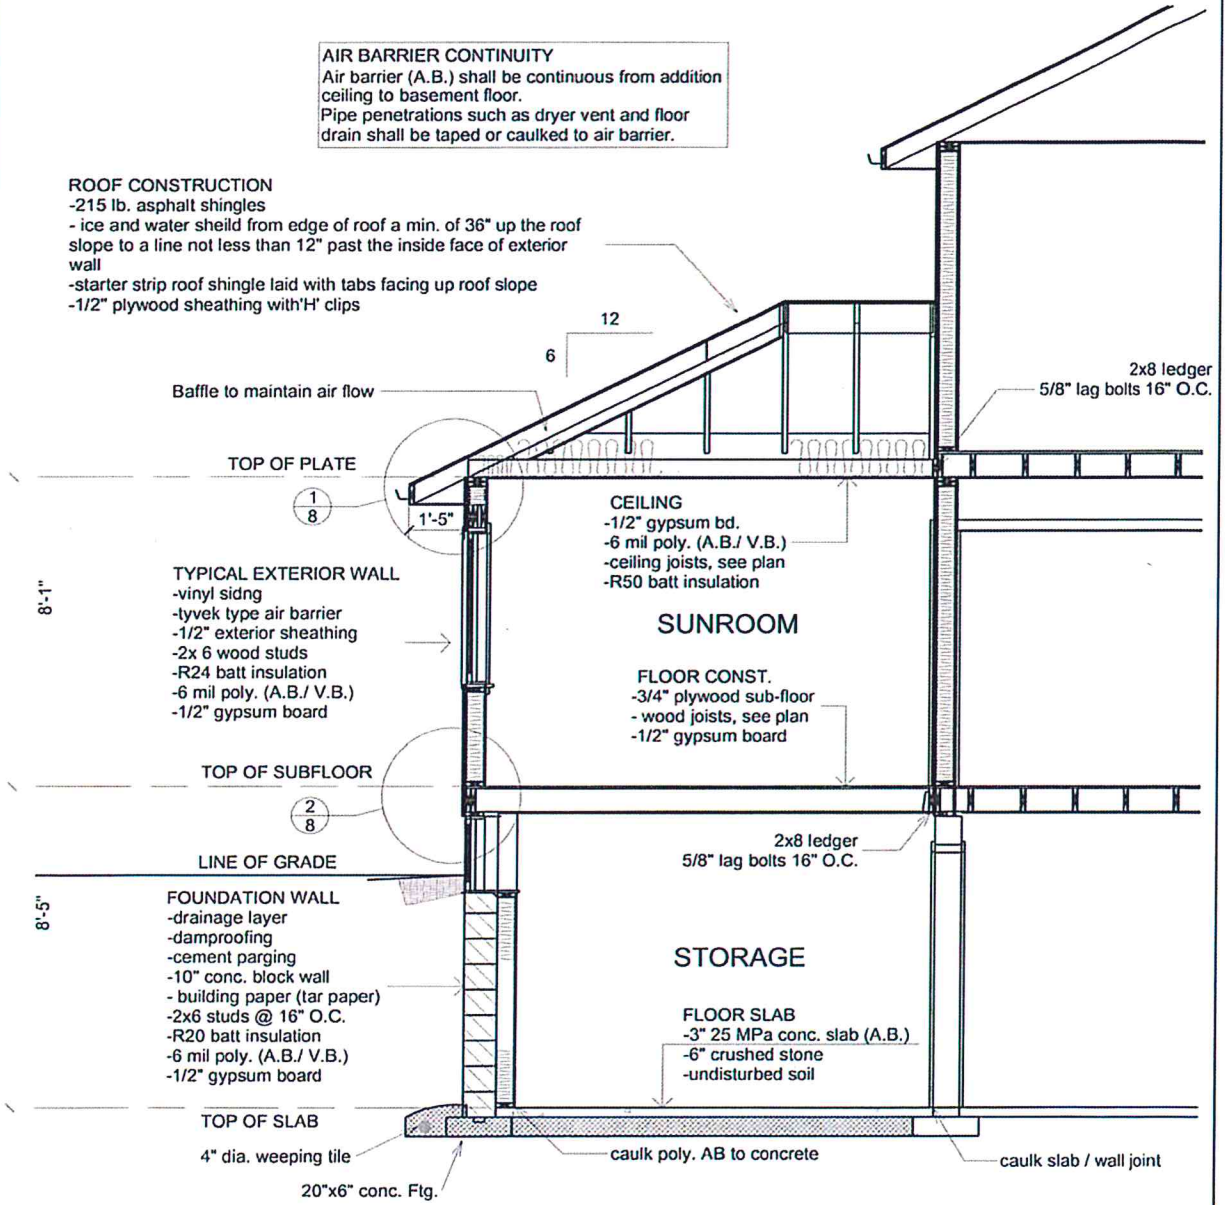 AIR BARRIER CONTINUITY
Air barrier (A.B.) shall be continuous from addition
ceiling to basement floor.
Pipe penetrations such as dryer vent and floor
drain shall be taped or caulked to air barrier.
ROOF CONSTRUCTION
-215 lb. asphalt shingles
- ice and water sheild from edge of roof a min. of 36" up the roof
slope to a line not less than 12" past the inside face of exterior
wall
-starter strip roof shingle laid with tabs facing up roof slope
-1/2" plywood sheathing with'H' clips
12
6
2x8 ledger
5/8" lag bolts 16" O.C.
Baffle to maintain air flow
TOP OF PLATE
1
8
1'-5"
CEILING
-1/2" gypsum bd.
-6 mil poly. (A.B./ V.B.)
-ceiling joists, see plan
-R50 batt insulation
8'-1"
TYPICAL EXTERIOR WALL
-vinyl sidng
-tyvek type air barrier
-1/2" exterior sheathing
-2x 6 wood studs
-R24 batt insulation
-6 mil poly. (A.B./ V.B.)
-1/2" gypsum board
SUNROOM
FLOOR CONST.
-3/4" plywood sub-floor
- wood joists, see plan
-1/2" gypsum board
TOP OF SUBFLOOR
2
8
2x8 ledger
5/8" lag bolts 16" O.C.
LINE OF GRADE
8'-5"
FOUNDATION WALL
-drainage layer
-damproofing
-cement parging
-10" conc. block wall
- building paper (tar paper)
-2x6 studs @ 16" O.C.
-R20 batt insulation
-6 mil poly. (A.B./ V.B.)
-1/2" gypsum board
STORAGE
FLOOR SLAB
-3" 25 MPa conc. slab (A.B.)
-6" crushed stone
-undisturbed soil
TOP OF SLAB
4" dia. weeping tile
caulk poly. AB to concrete
caulk slab / wall joint
20"x6" conc. Ftg.